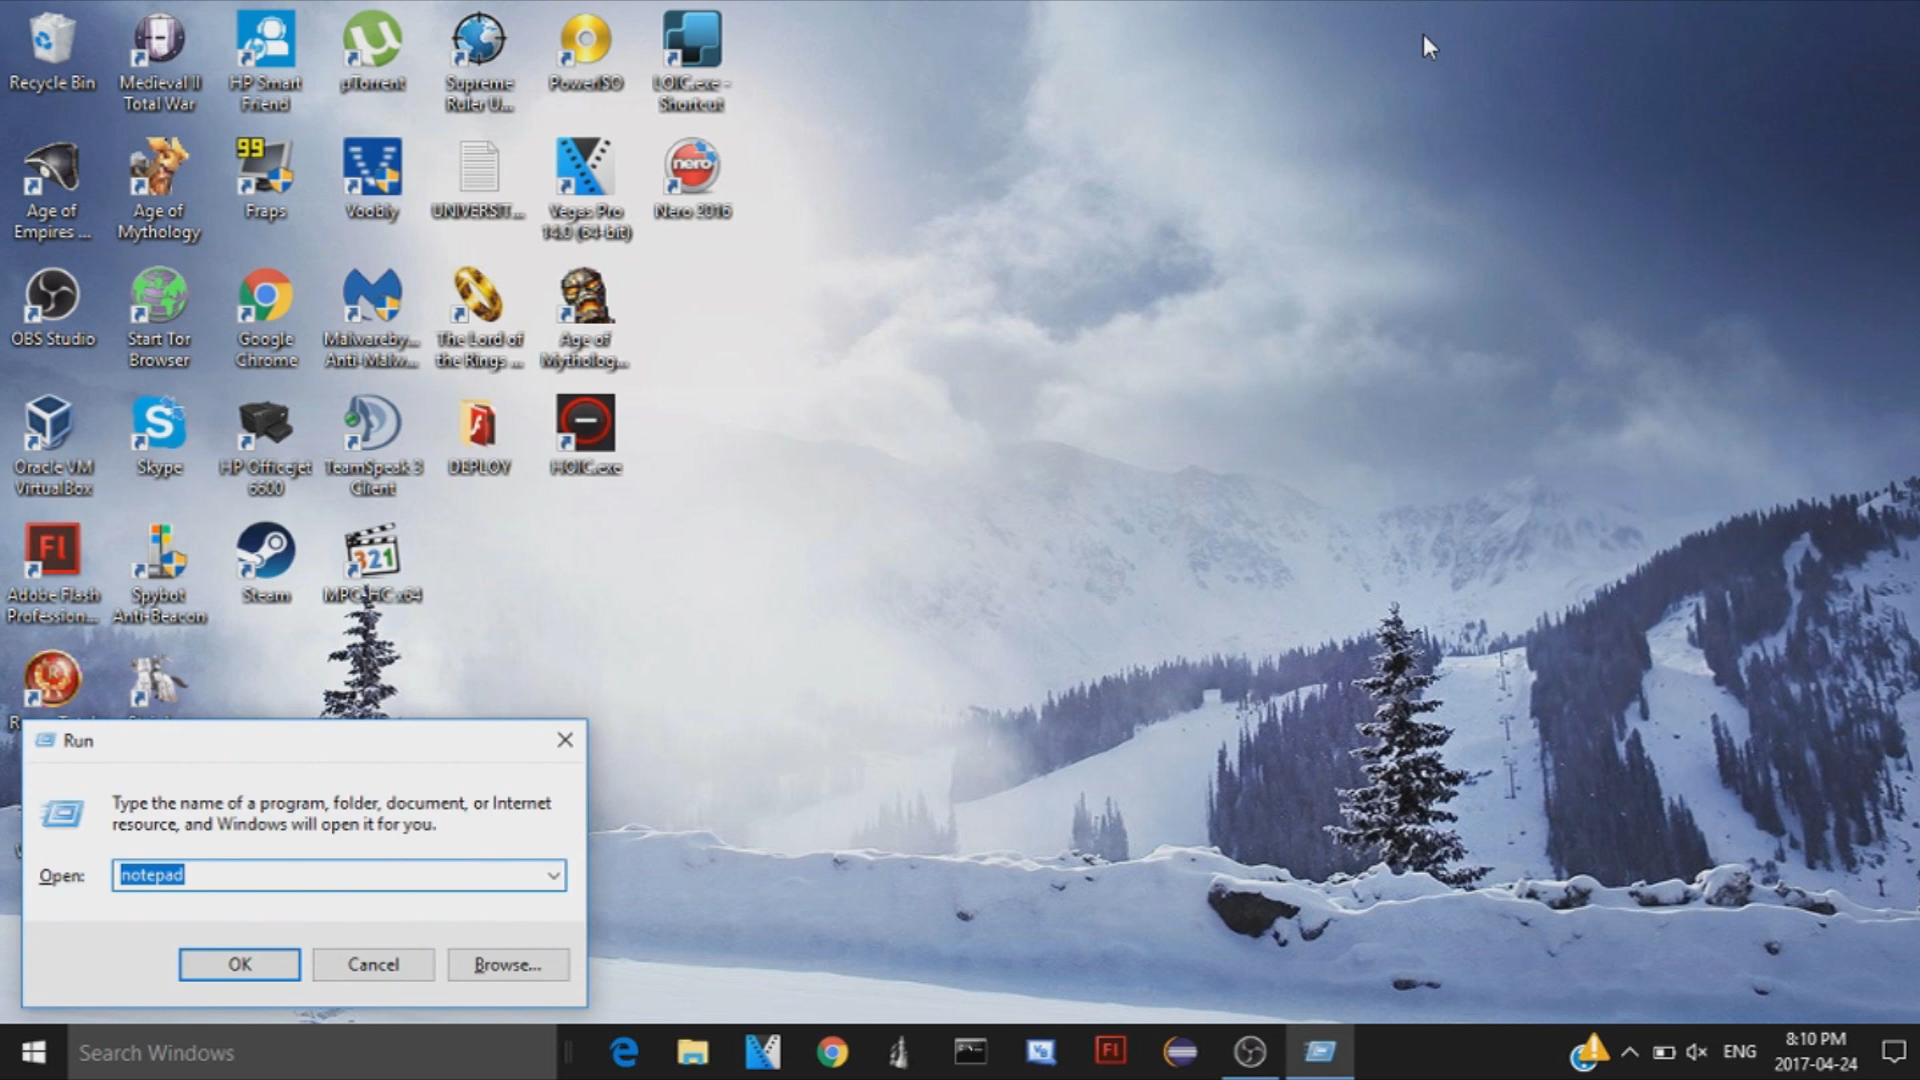 Recycle Bin
Medieval II
Total War
HP Smart
Friend
µTorrent
Supreme
Ruler U...
PowerISO
LOIC.exe -
Shortcut
99
nero
Age of
Empires ...
Age of
Mythology
Fraps
Voobly
UNIVERSIT...
Vegas Pro
14.0 (64-bit)
Nero 2016
OBS Studio
Start Tor
Browser
Google
Chrome
Malwareby...
Anti-Malw...
The Lord of
the Rings ...
Age of
Mytholog...
Oracle VM
VirtualBox
Skype
HP Officejet
6600
TeamSpeak 3
Client
DEPLOY
HOIC.exe
Fl
321
Adobe Flash
Profession...
Spybot
Anti-Beacon
Steam
MPC-HC x64
Run
Type the name of a program, folder, document, or Internet
resource, and Windows will open it for you.
Open:
notepad
OK
Cancel
Browse...
Search Windows
Fl
ENG
8:10 PM
2017-04-24